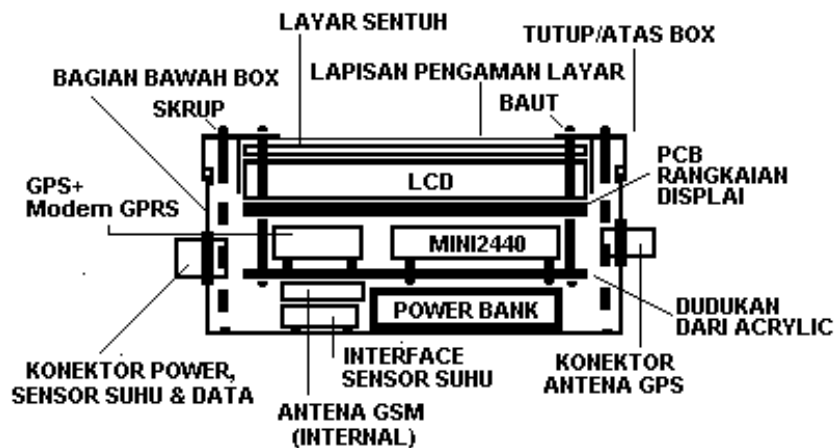 LAYAR SENTUH
TUTUP/ATAS BOX
LAPISAN PENGAMAN LAYAR
BAGIAN BAWAH BOX
SKRUP
BAUT
PCB
RANGKAIAN
DISPLAI
LCD
GPS+
Modem GPRS
MINI2440
POWER BANK
DUDUKAN
DARI ACRYLIC
KONEKTOR POWER,
SENSOR SUHU & DATA
INTERFACE
SENSOR SUHU
KONEKTOR
ANTENA GPS
ANTENA GSM
(INTERNAL)